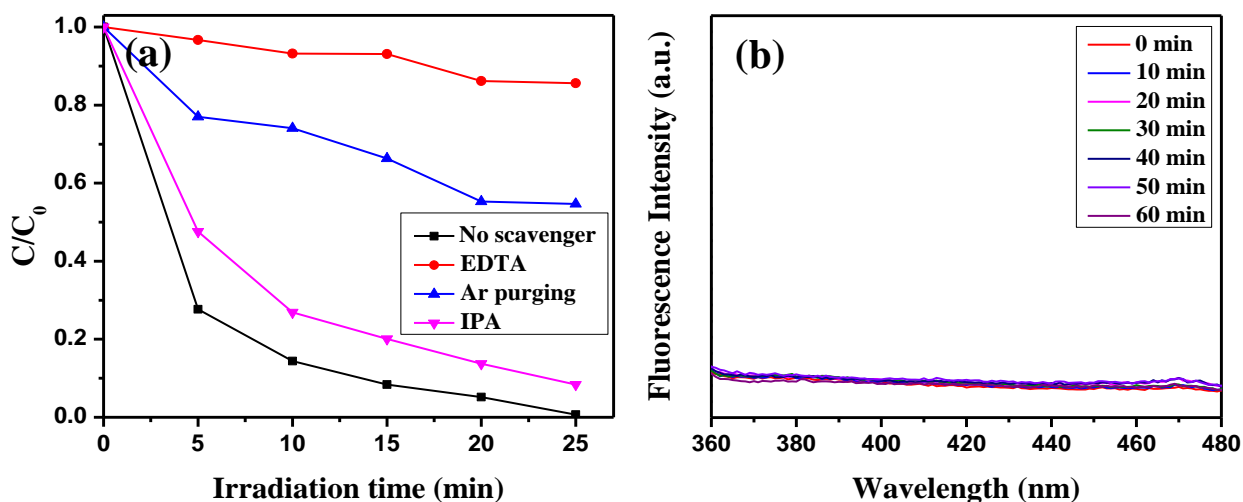 (a)
C/C0
1.0
0.8
0.6
0.4
0.2
0.0
0 5 10 15 20 25
Irradiation time (min)
No scavenger
EDTA
Ar purging
IPA
(b)
Fluorescence Intensity (a.u.)
0 min
10 min
20 min
30 min
40 min
50 min
60 min
360 380 400 420 440 460 480
Wavelength (nm)